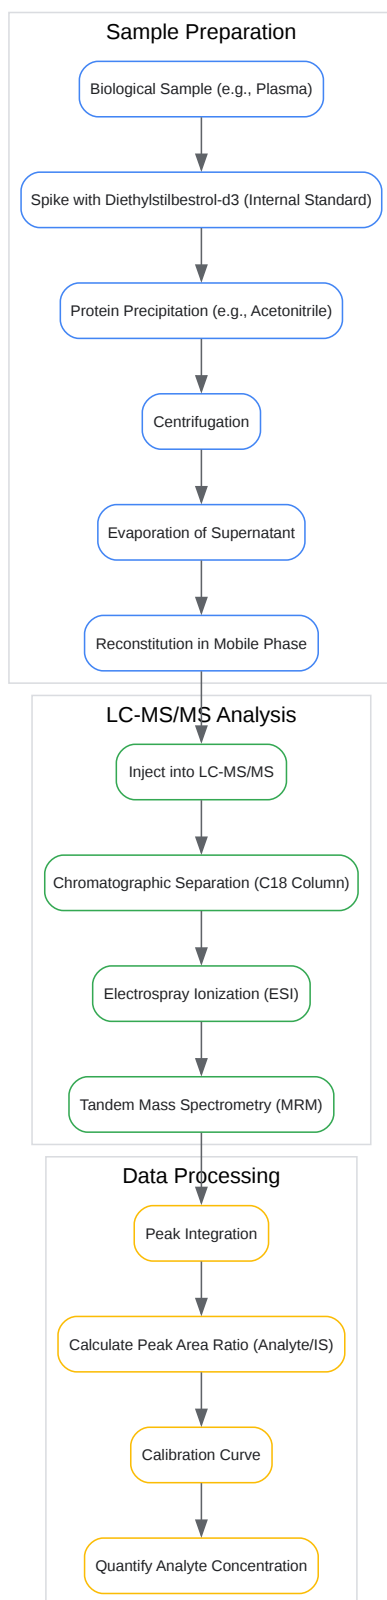 Sample Preparation
Biological Sample (e.g., Plasma)
Spike with Diethylstilbestrol-d3 (Internal Standard)
Protein Precipitation (e.g., Acetonitrile)
Centrifugation
Evaporation of Supernatant
Reconstitution in Mobile Phase
LC-MS/MS Analysis
Inject into LC-MS/MS
Chromatographic Separation (C18 Column)
Electrospray Ionization (ESI)
Tandem Mass Spectrometry (MRM)
Data Processing
Peak Integration
Calculate Peak Area Ratio (Analyte/IS)
Calibration Curve
Quantify Analyte Concentration